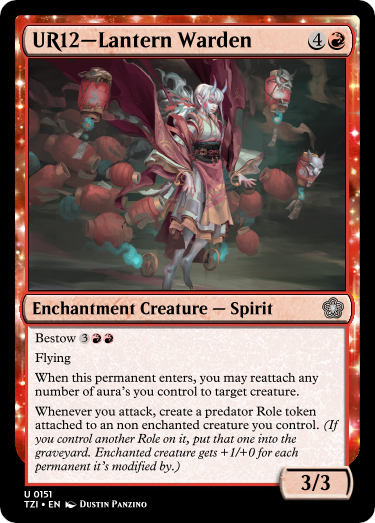 UR12—Lantern Warden 4
Enchantment Creature — Spirit
Bestow 3
Flying
When this permanent enters, you may reattach any
number of aura's you control to target creature.
Whenever you attack, create a predator Role token
attached to an non enchanted creature you control. (If
you control another Role on it, put that one into the
graveyard. Enchanted creature gets +1/+0 for each
permanent it's modified by.)
3/3
U 0151
TZI • EN Dustin Panzino